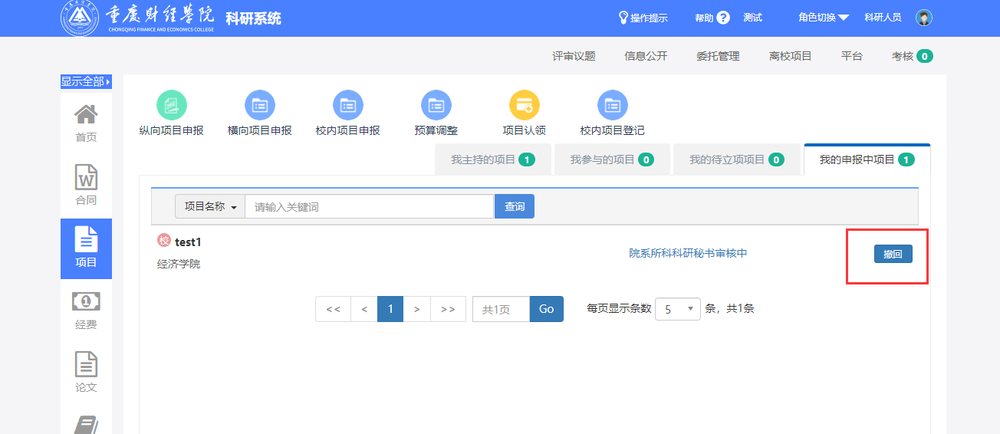 重庆财经学院 科研系统
CHONGQING FINANCE AND ECONOMICS COLLEGE
操作提示 帮助 ? 测试 角色切换 科研人员
评审议题 信息公开 委托管理 离校项目 平台 考核 0
显示全部
首页
合同
项目
经费
论文
纵向项目申报 横向项目申报 校内项目申报 预算调整 项目认领 校内项目登记
我主持的项目 1 我参与的项目 0 我的待立项项目 0 我的申报中项目 1
项目名称 请输入关键词 查询
校 test1
经济学院
院系所科科研秘书审核中
撤回
<< < 1 > >> 共1页 Go 每页显示条数 5 条，共1条